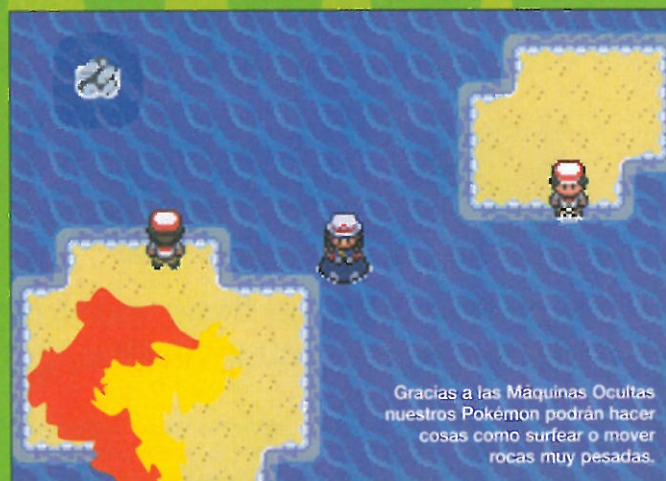 Gracias a las Máquinas Ocultas
nuestros Pokémon podrán hacer
cosas como surfear o mover
rocas muy pesadas.